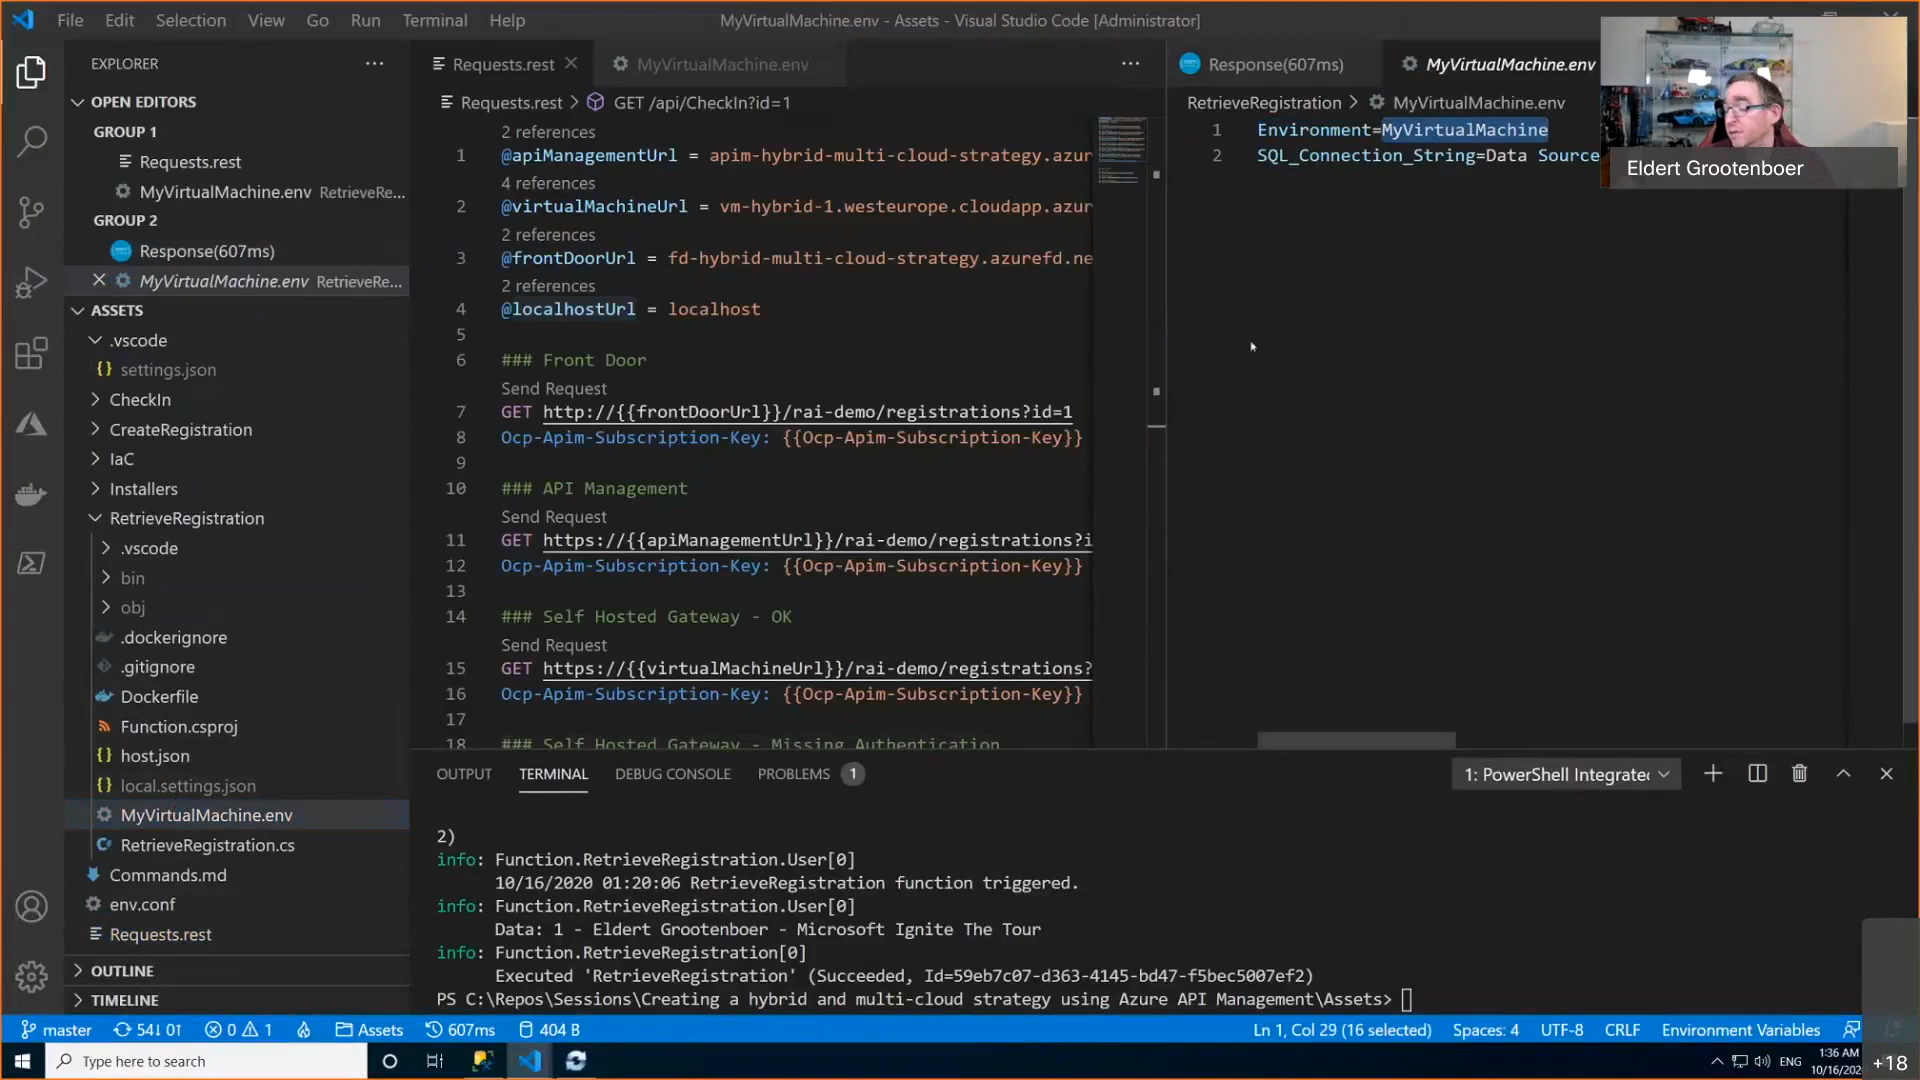 File Edit Selection View Go Run Terminal Help
MyVirtualMachine.env - Assets - Visual Studio Code [Administrator]
EXPLORER
OPEN EDITORS
GROUP 1
Requests.rest
MyVirtualMachine.env RetrieveRe...
GROUP 2
Response(607ms)
MyVirtualMachine.env RetrieveRe...
ASSETS
.vscode
settings.json
CheckIn
CreateRegistration
IaC
Installers
RetrieveRegistration
.vscode
bin
obj
.dockerignore
.gitignore
Dockerfile
Function.csproj
host.json
local.settings.json
MyVirtualMachine.env
RetrieveRegistration.cs
Commands.md
env.conf
Requests.rest
OUTLINE
TIMELINE
Requests.rest
MyVirtualMachine.env
Requests.rest > GET /api/CheckIn?id=1
2 references
1 @apiManagementUrl = apim-hybrid-multi-cloud-strategy.azur
4 references
2 @virtualMachineUrl = vm-hybrid-1.westeurope.cloudapp.azur
2 references
3 @frontDoorUrl = fd-hybrid-multi-cloud-strategy.azurefd.ne
2 references
4 @localhostUrl = localhost
5
6 ### Front Door
Send Request
7 GET http://{{frontDoorUrl}}/rai-demo/registrations?id=1
8 Ocp-Apim-Subscription-Key: {{Ocp-Apim-Subscription-Key}}
9
10 ### API Management
Send Request
11 GET https://{{apiManagementUrl}}/rai-demo/registrations?i
12 Ocp-Apim-Subscription-Key: {{Ocp-Apim-Subscription-Key}}
13
14 ### Self Hosted Gateway - OK
Send Request
15 GET https://{{virtualMachineUrl}}/rai-demo/registrations?
16 Ocp-Apim-Subscription-Key: {{Ocp-Apim-Subscription-Key}}
17
18 ### Self Hosted Gateway - Missing Authentication
Response(607ms)
MyVirtualMachine.env
RetrieveRegistration > MyVirtualMachine.env
1 Environment=MyVirtualMachine
2 SQL_Connection_String=Data Source
Eldert Grootenboer
OUTPUT TERMINAL DEBUG CONSOLE PROBLEMS 1
1: PowerShell Integrate
2)
info: Function.RetrieveRegistration.User[0]
10/16/2020 01:20:06 RetrieveRegistration function triggered.
info: Function.RetrieveRegistration.User[0]
Data: 1 - Eldert Grootenboer - Microsoft Ignite The Tour
info: Function.RetrieveRegistration[0]
Executed 'RetrieveRegistration' (Succeeded, Id=59eb7c07-d363-4145-bd47-f5bec5007ef2)
PS C:\Repos\Sessions\Creating a hybrid and multi-cloud strategy using Azure API Management\Assets>
master 54↓ 0↑ 0 1 Assets 607ms 404 B
Ln 1, Col 29 (16 selected) Spaces: 4 UTF-8 CRLF Environment Variables
Type here to search
ENG
1:36 AM
10/16/202
+18